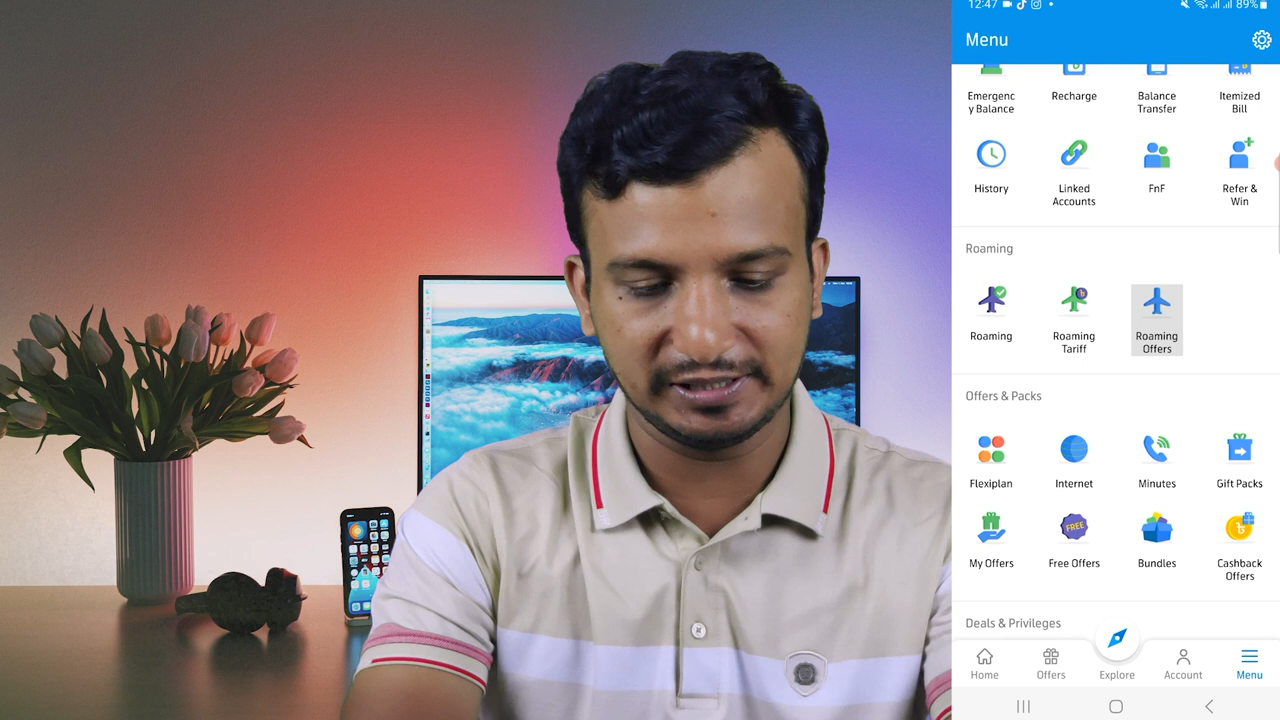 12:47
89%
Menu
Emergenc
y Balance
Recharge
Balance
Transfer
Itemized
Bill
History
Linked
Accounts
FnF
Refer &
Win
Roaming
Roaming
Roaming
Tariff
Roaming
Offers
Offers & Packs
Flexiplan
Internet
Minutes
Gift Packs
FREE
My Offers
Free Offers
Bundles
Cashback
Offers
Deals & Privileges
Home
Offers
Explore
Account
Menu